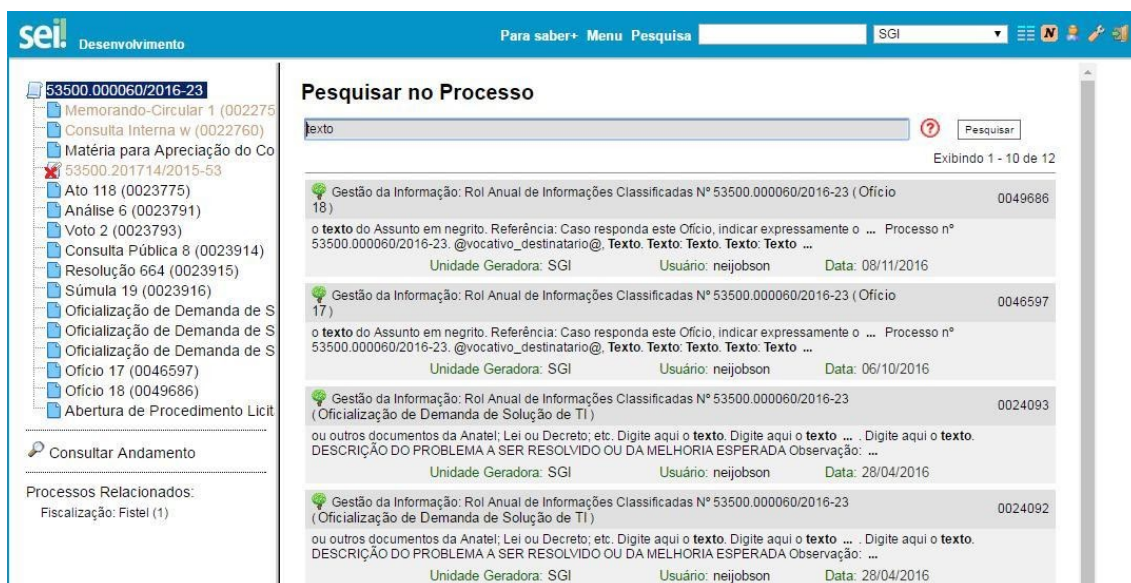 sei! Desenvolvimento
Para saber+ Menu Pesquisa
SGI
N
53500.000060/2016-23
Memorando-Circular 1 (002275
Consulta Interna w (0022760)
Matéria para Apreciação do Co
53500.201714/2015-53
Ato 118 (0023775)
Análise 6 (0023791)
Voto 2 (0023793)
Consulta Pública 8 (0023914)
Resolução 664 (0023915)
Súmula 19 (0023916)
Oficialização de Demanda de S
Oficialização de Demanda de S
Oficialização de Demanda de S
Ofício 17 (0046597)
Ofício 18 (0049686)
Abertura de Procedimento Licit
Consultar Andamento
Processos Relacionados:
Fiscalização: Fistel (1)
Pesquisar no Processo
texto
?
Pesquisar
Exibindo 1 - 10 de 12
Gestão da Informação: Rol Anual de Informações Classificadas Nº 53500.000060/2016-23 (Ofício
18)
0049686
o texto do Assunto em negrito. Referência: Caso responda este Ofício, indicar expressamente o ... Processo nº
53500.000060/2016-23. @vocativo_destinatario@, Texto. Texto: Texto. Texto: Texto ...
Unidade Geradora: SGI Usuário: neijobson Data: 08/11/2016
Gestão da Informação: Rol Anual de Informações Classificadas Nº 53500.000060/2016-23 (Ofício
17)
0046597
o texto do Assunto em negrito. Referência: Caso responda este Ofício, indicar expressamente o ... Processo nº
53500.000060/2016-23. @vocativo_destinatario@, Texto. Texto: Texto. Texto: Texto ...
Unidade Geradora: SGI Usuário: neijobson Data: 06/10/2016
Gestão da Informação: Rol Anual de Informações Classificadas Nº 53500.000060/2016-23
(Oficialização de Demanda de Solução de TI)
0024093
ou outros documentos da Anatel; Lei ou Decreto; etc. Digite aqui o texto. Digite aqui o texto ... . Digite aqui o texto.
DESCRIÇÃO DO PROBLEMA A SER RESOLVIDO OU DA MELHORIA ESPERADA Observação: ...
Unidade Geradora: SGI Usuário: neijobson Data: 28/04/2016
Gestão da Informação: Rol Anual de Informações Classificadas Nº 53500.000060/2016-23
(Oficialização de Demanda de Solução de TI)
0024092
ou outros documentos da Anatel; Lei ou Decreto; etc. Digite aqui o texto. Digite aqui o texto ... . Digite aqui o texto.
DESCRIÇÃO DO PROBLEMA A SER RESOLVIDO OU DA MELHORIA ESPERADA Observação: ...
Unidade Geradora: SGI Usuário: neijobson Data: 28/04/2016